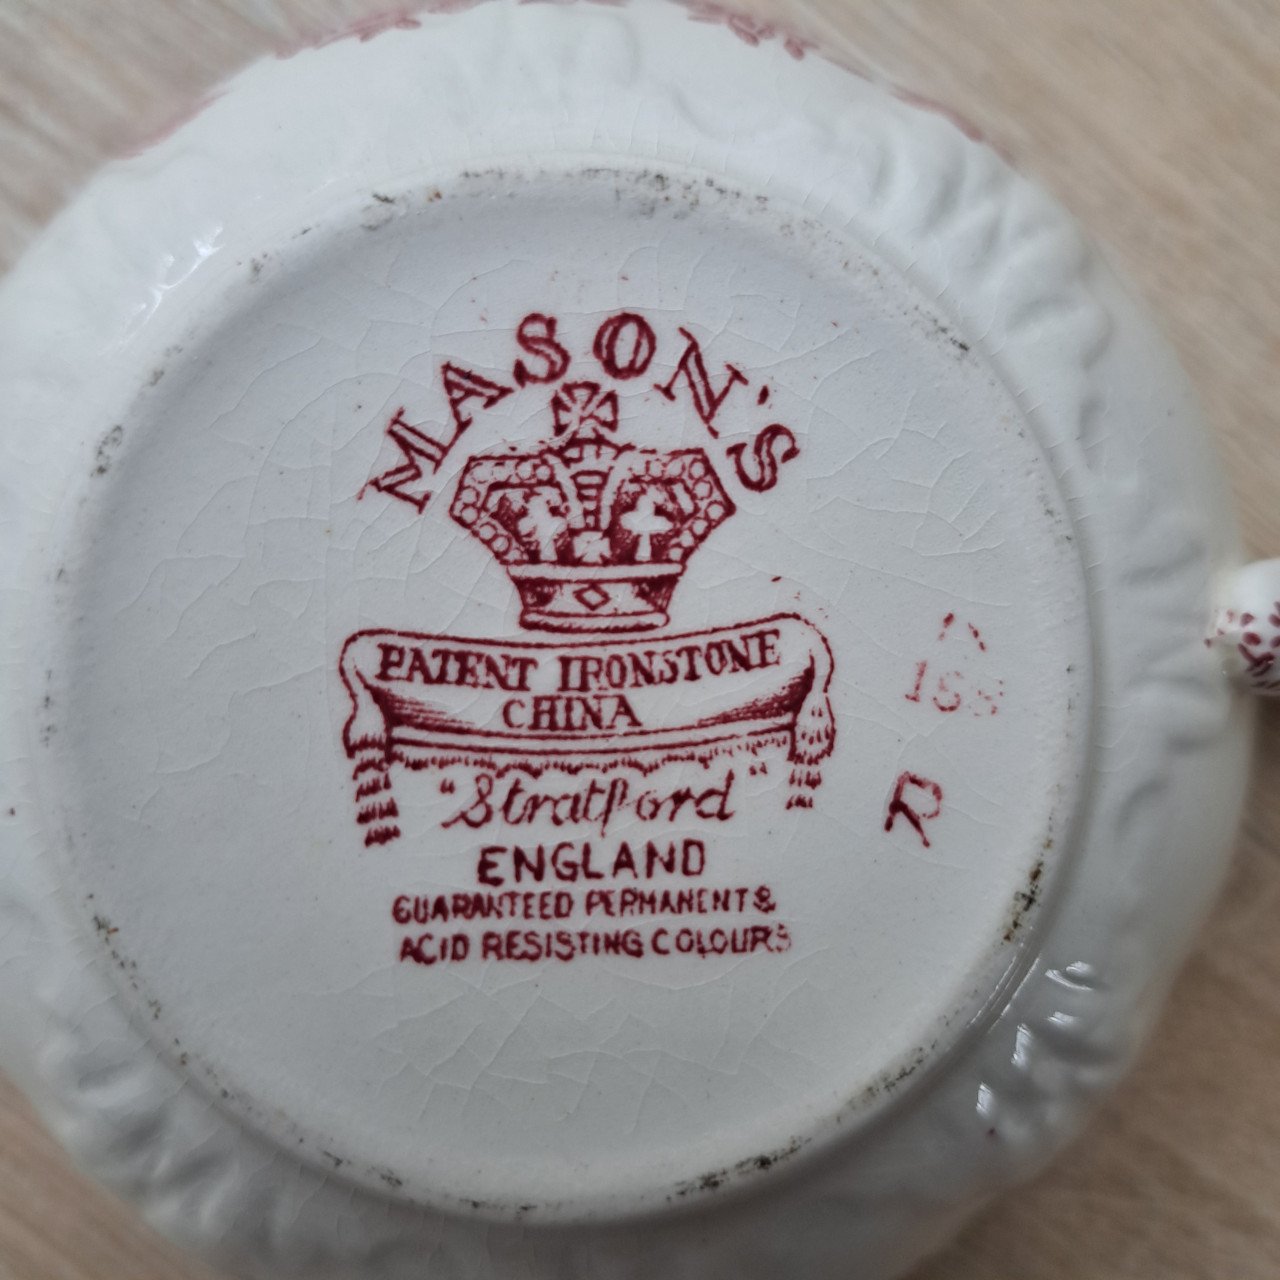 MASON'S
PATENT IRONSTONE
CHINA
"Stratford"
ENGLAND
GUARANTEED PERMANENT &
ACID RESISTING COLOURS
R